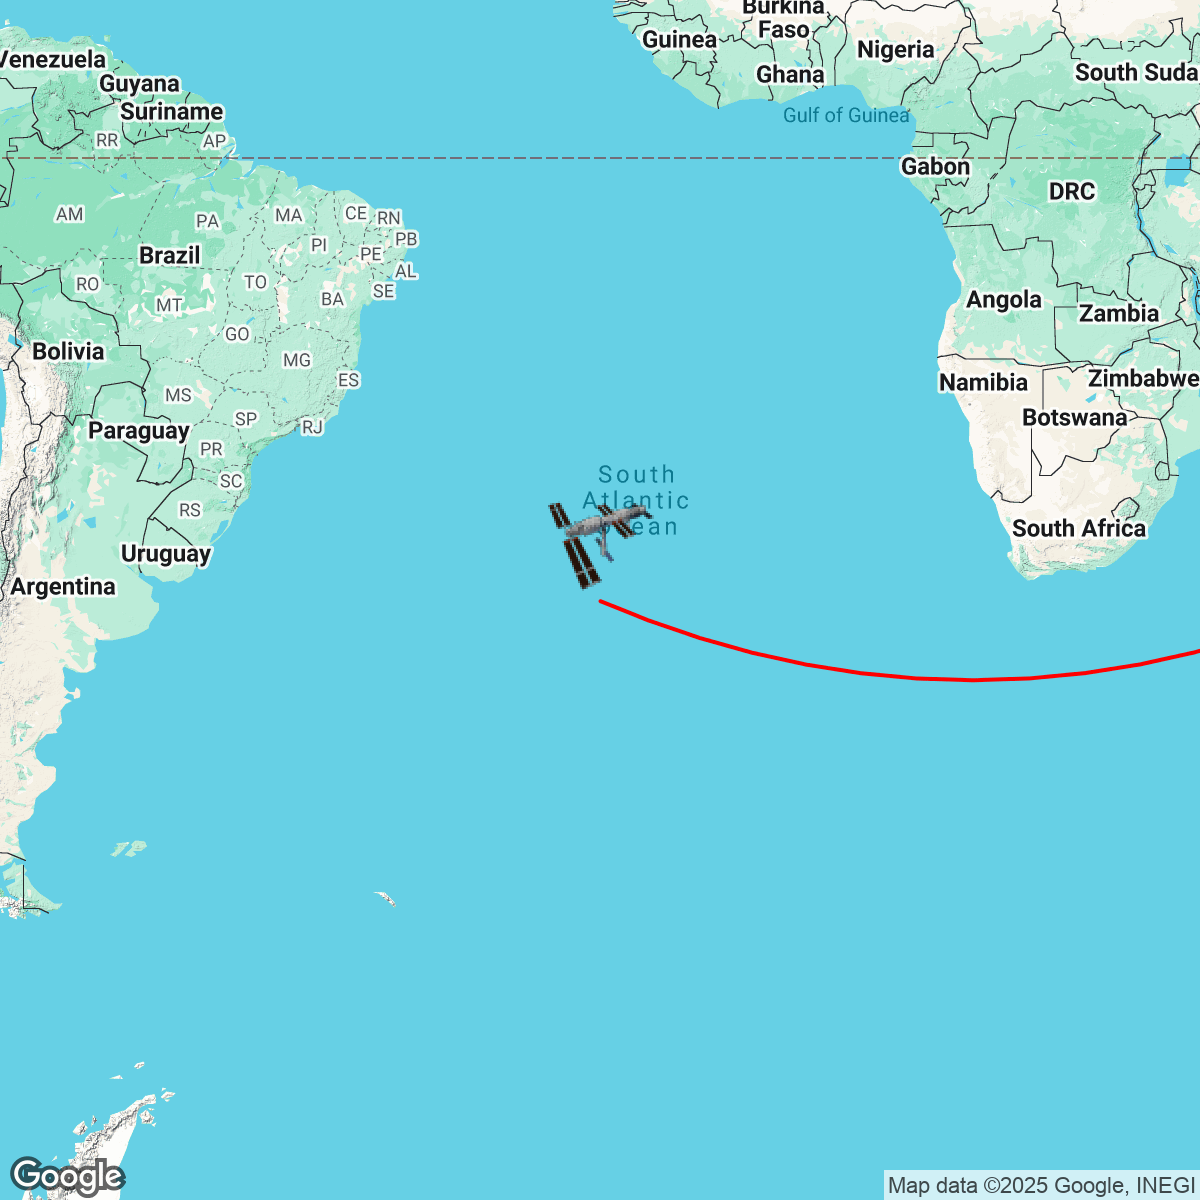 Burkina
Faso
Guinea
Nigeria
Venezuela
Ghana
South Suda
Guyana
Suriname
Gulf of Guinea
RR
AP
Gabon
DRC
AM
PA
MA
CE
RN
PI
PB
PE
Brazil
AL
TO
RO
SE
MT
BA
Angola
Zambia
GO
Bolivia
MG
ES
Namibia
Zimbabwe
MS
SP
Botswana
Paraguay
RJ
PR
South
Atlantic
Ocean
SC
RS
South Africa
Uruguay
Argentina
Google
Map data ©2025 Google, INEGI